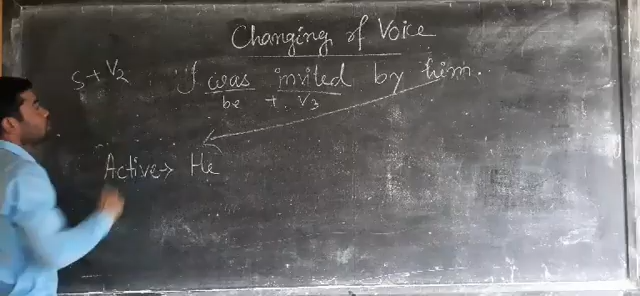 Changing of Voice
S + V2 I was invited by him.
be + V3
Active→ He